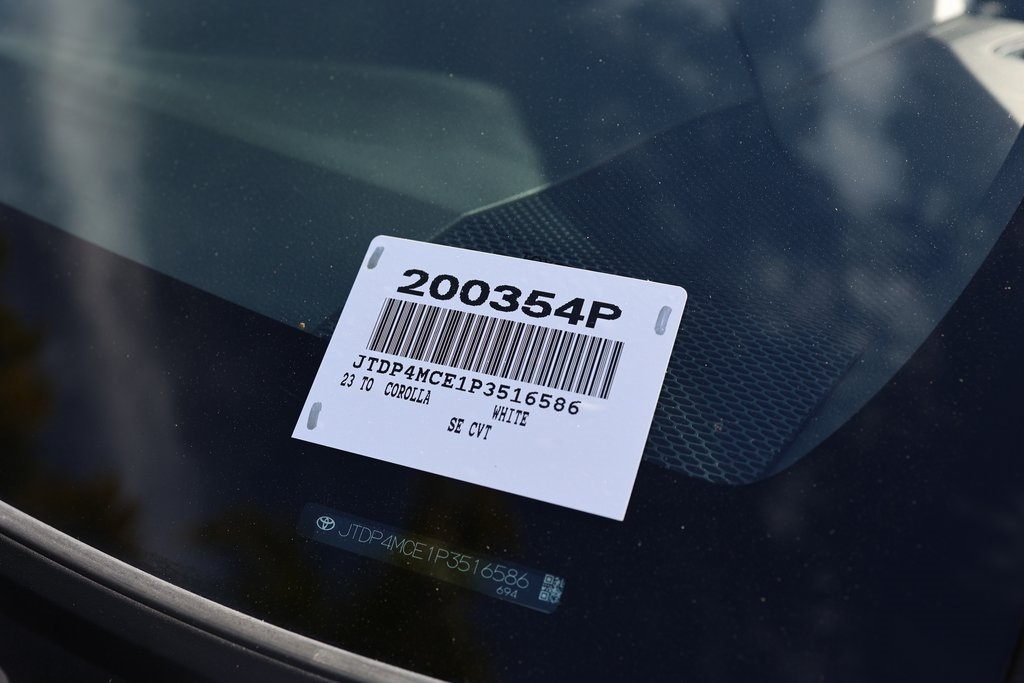 200354P
JTDP4MCE1P3516586
23 TO COROLLA WHITE
SE CVT
JTDP4MCE1P3516586
694